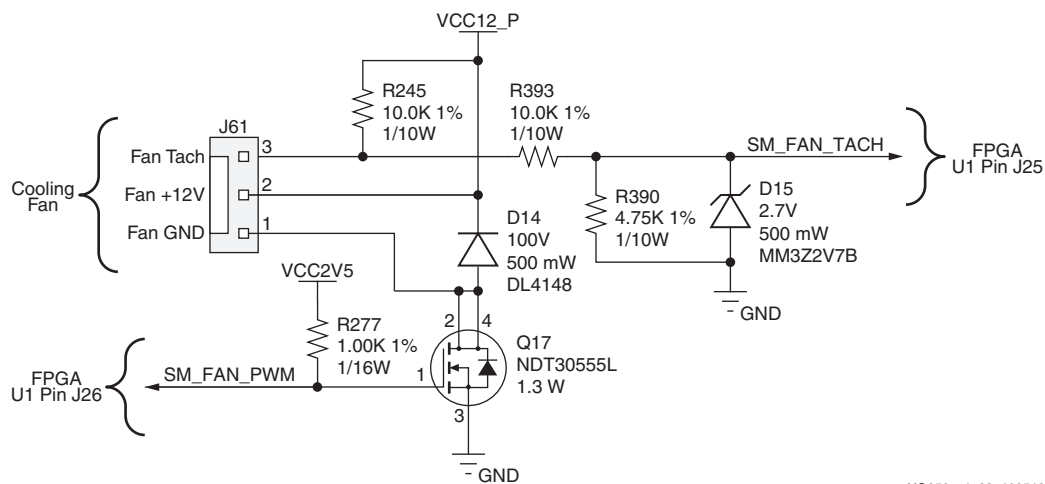 VCC12_P
R245
10.0K 1%
1/10W
R393
10.0K 1%
1/10W
J61
Cooling
Fan
Fan Tach
3
Fan +12V
2
Fan GND
1
SM_FAN_TACH
FPGA
U1 Pin J25
R390
4.75K 1%
1/10W
D15
2.7V
500 mW
MM3Z2V7B
GND
D14
100V
500 mW
DL4148
VCC2V5
R277
1.00K 1%
1/16W
2
4
Q17
NDT30555L
1.3 W
FPGA
U1 Pin J26
SM_FAN_PWM
1
3
GND